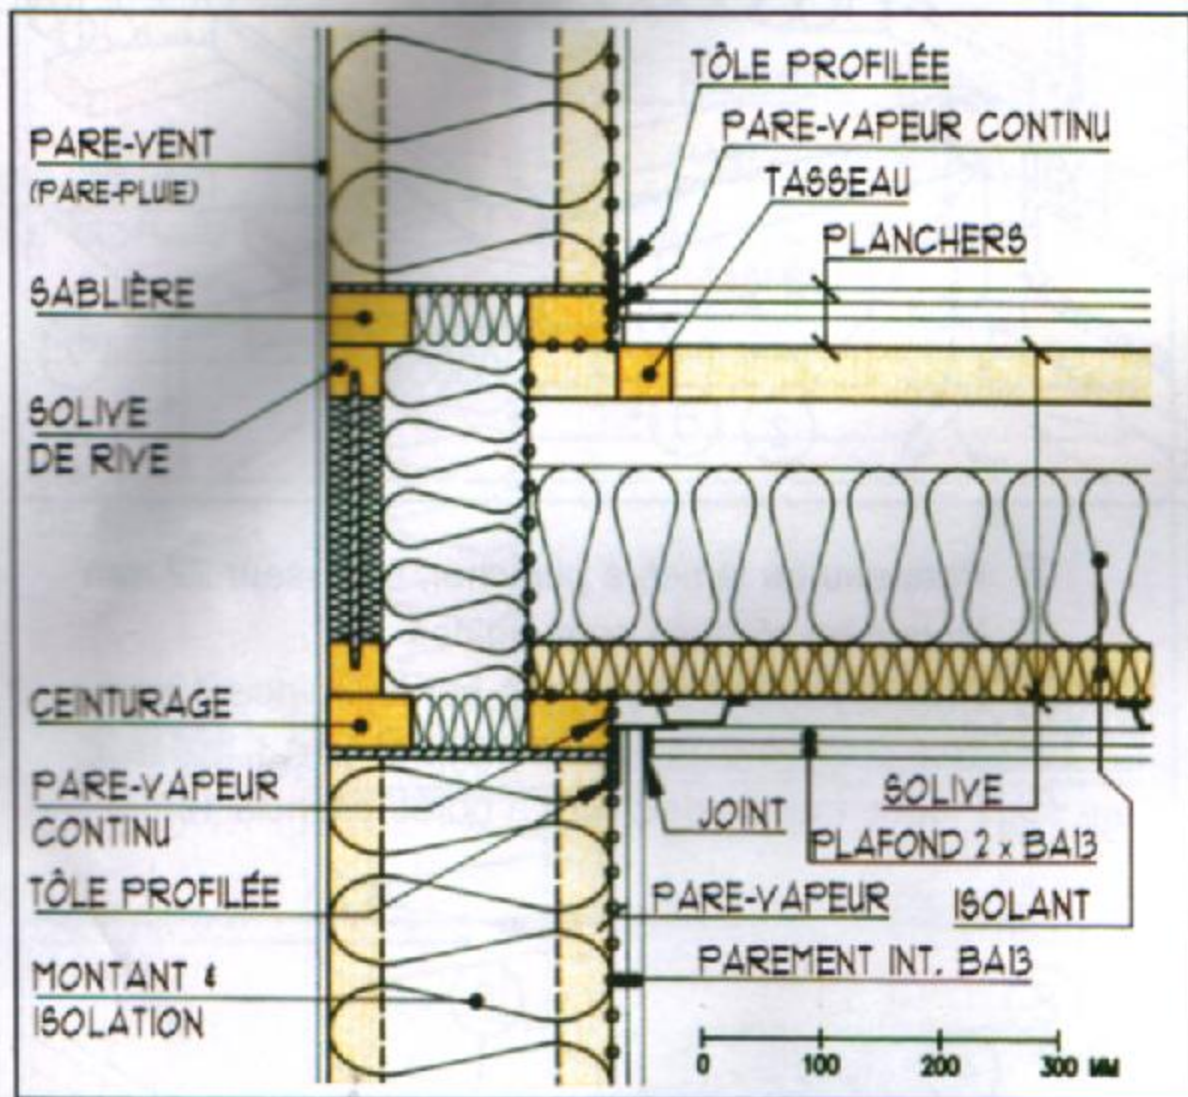 PARE-VENT
(PARE-PLUIE)
SABLIÈRE
SOLIVE
DE RIVE
CEINTURAGE
PARE-VAPEUR
CONTINU
TÔLE PROFILÉE
MONTANT &
ISOLATION
TÔLE PROFILÉE
PARE-VAPEUR CONTINU
TASSEAU
PLANCHERS
SOLIVE
JOINT
PLAFOND 2 x BA13
PARE-VAPEUR
ISOLANT
PAREMENT INT. BA13
0 100 200 300 MM